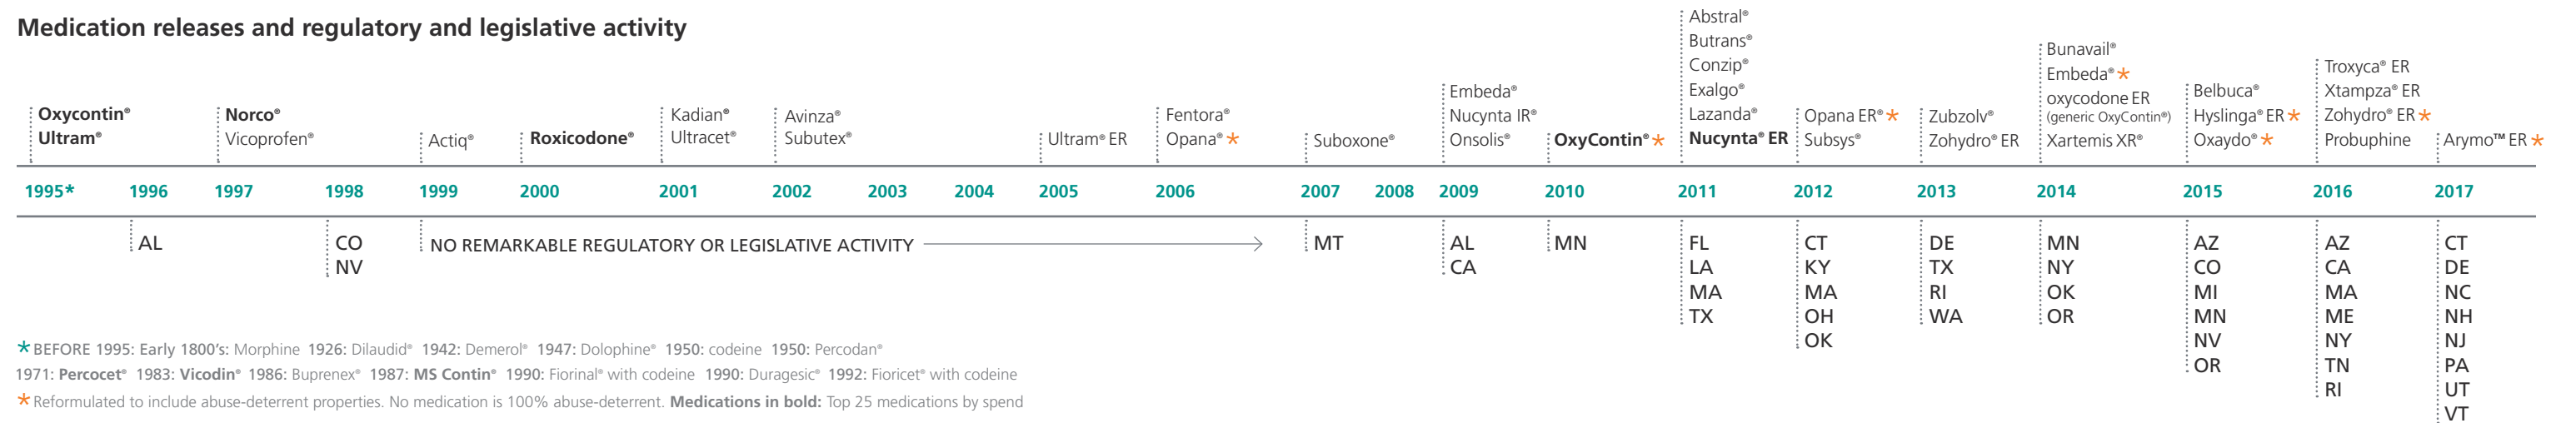 Medication releases and regulatory and legislative activity
Oxycontin®
Ultram®
Norco®
Vicoprofen®
Actiq®
Roxicodone®
Kadian®
Ultracet®
Avinza®
Subutex®
Ultram® ER
Fentora®
Opana® *
Suboxone®
Embeda®
Nucynta IR®
Onsolis®
OxyContin® *
Abstral®
Butrans®
Conzip®
Exalgo®
Lazanda®
Nucynta® ER
Opana ER® *
Subsys®
Zubzolv®
Zohydro® ER
Bunavail®
Embeda® *
oxycodone ER
(generic OxyContin®)
Xartemis XR®
Belbuca®
Hyslinga® ER *
Oxaydo® *
Troxyca® ER
Xtampza® ER
Zohydro® ER *
Probuphine
Arymo™ ER *
1995* 1996 1997 1998 1999 2000 2001 2002 2003 2004 2005 2006 2007 2008 2009 2010 2011 2012 2013 2014 2015 2016 2017
AL
CO
NV
NO REMARKABLE REGULATORY OR LEGISLATIVE ACTIVITY
MT
AL
CA
MN
FL
LA
MA
TX
CT
KY
MA
OH
OK
DE
TX
RI
WA
MN
NY
OK
OR
AZ
CO
MI
MN
NV
OR
AZ
CA
MA
ME
NY
TN
RI
CT
DE
NC
NH
NJ
PA
UT
VT
* BEFORE 1995: Early 1800's: Morphine 1926: Dilaudid® 1942: Demerol® 1947: Dolophine® 1950: codeine 1950: Percodan®
1971: Percocet® 1983: Vicodin® 1986: Buprenex® 1987: MS Contin® 1990: Fiorinal® with codeine 1990: Duragesic® 1992: Fioricet® with codeine
* Reformulated to include abuse-deterrent properties. No medication is 100% abuse-deterrent. Medications in bold: Top 25 medications by spend